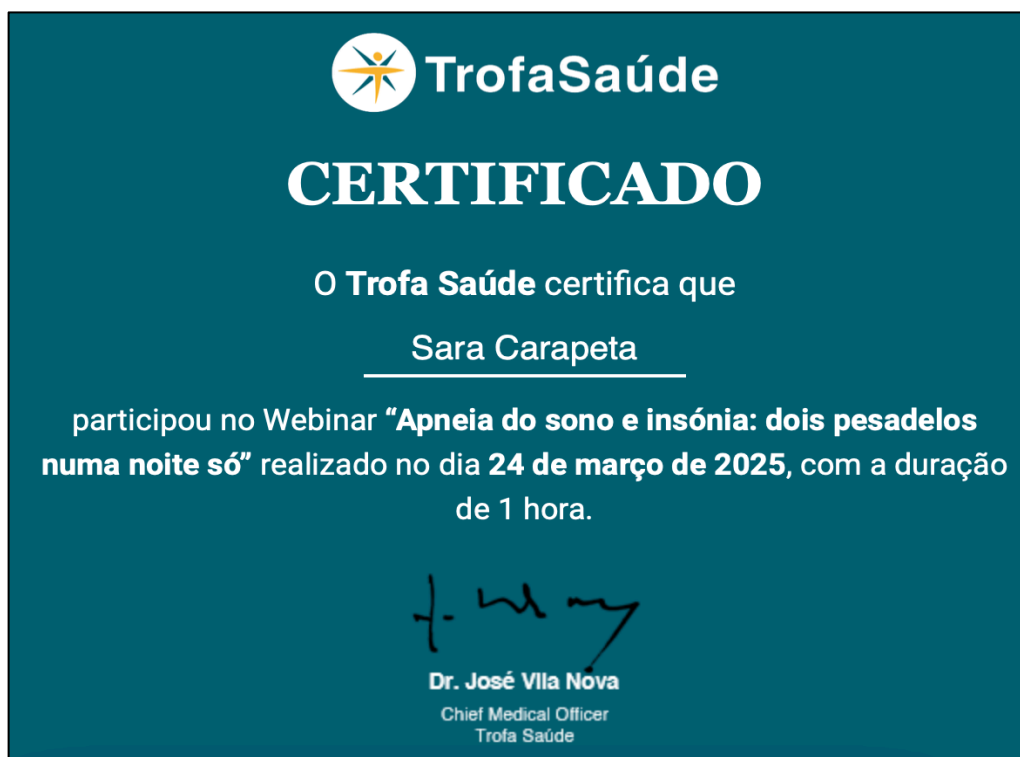 TrofaSaúde
CERTIFICADO
O Trofa Saúde certifica que
Sara Carapeta
participou no Webinar “Apneia do sono e insónia: dois pesadelos
numa noite só” realizado no dia 24 de março de 2025, com a duração
de 1 hora.
Dr. José VIla Nova
Chief Medical Officer
Trofa Saúde